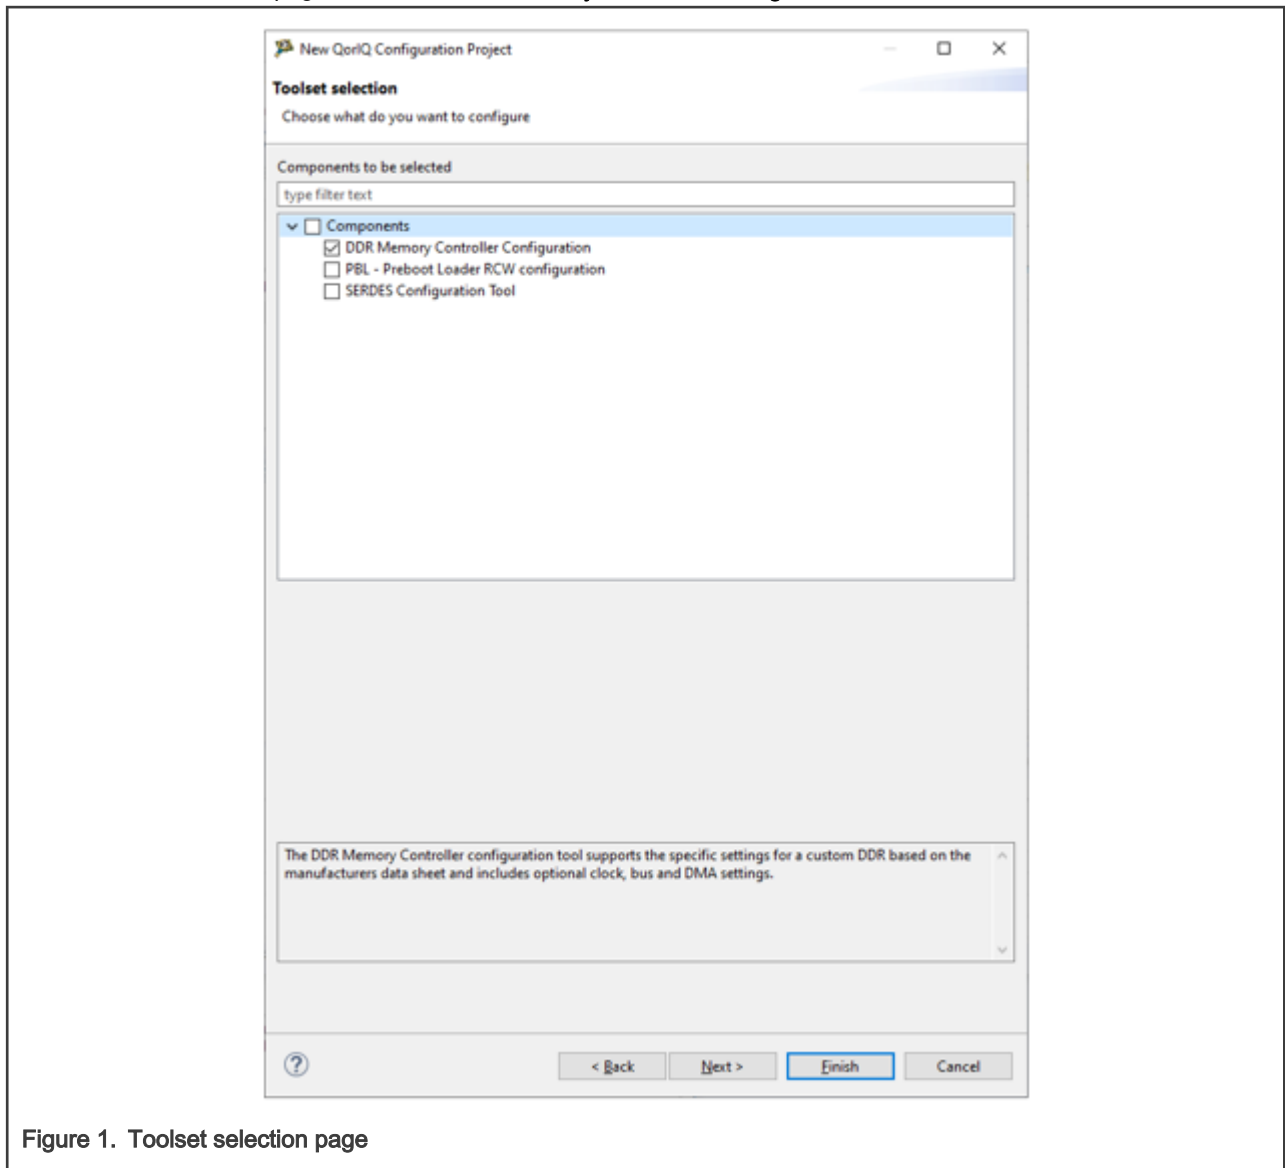 New QorIQ Configuration Project
Toolset selection
Choose what do you want to configure
Components to be selected
type filter text
Components
DDR Memory Controller Configuration
PBL - Preboot Loader RCW configuration
SERDES Configuration Tool
The DDR Memory Controller configuration tool supports the specific settings for a custom DDR based on the
manufacturers data sheet and includes optional clock, bus and DMA settings.
< Back Next > Finish Cancel
Figure 1. Toolset selection page